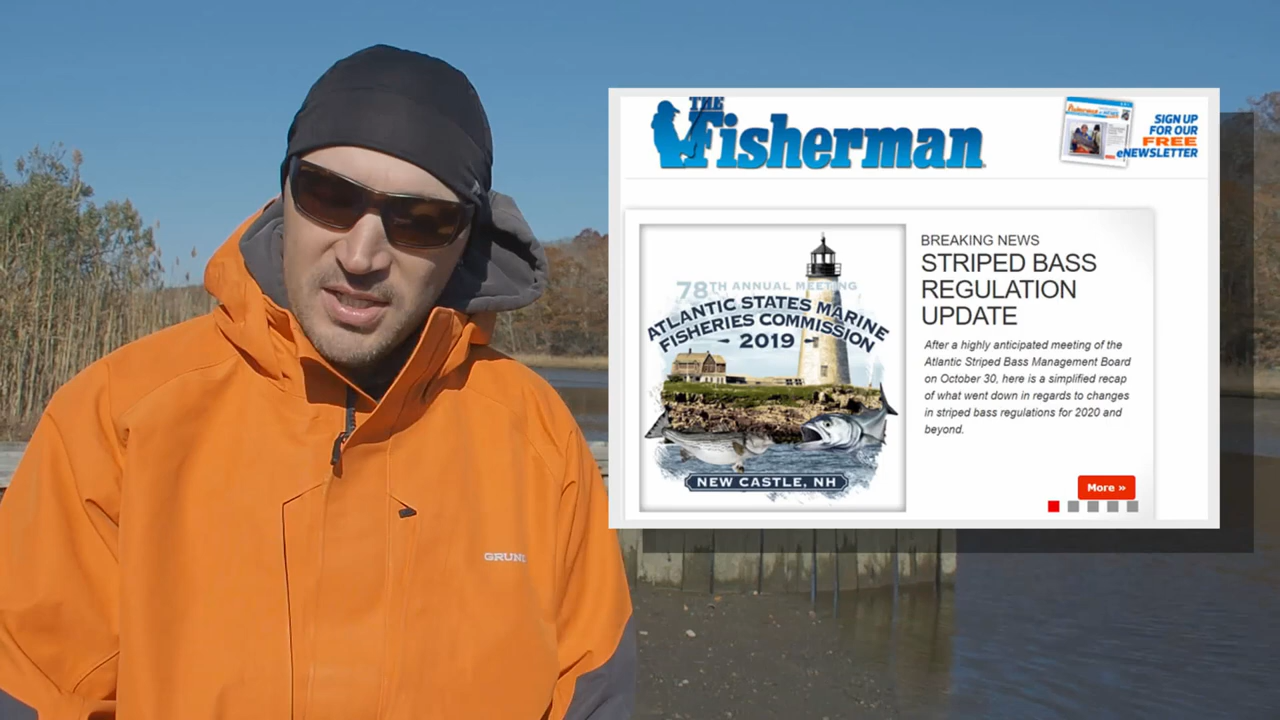 THE
Fisherman
SIGN UP
FOR OUR
FREE
eNEWSLETTER
78TH ANNUAL MEETING
ATLANTIC STATES MARINE
FISHERIES COMMISSION
2019
NEW CASTLE, NH
BREAKING NEWS
STRIPED BASS
REGULATION
UPDATE
After a highly anticipated meeting of the
Atlantic Striped Bass Management Board
on October 30, here is a simplified recap
of what went down in regards to changes
in striped bass regulations for 2020 and
beyond.
More »